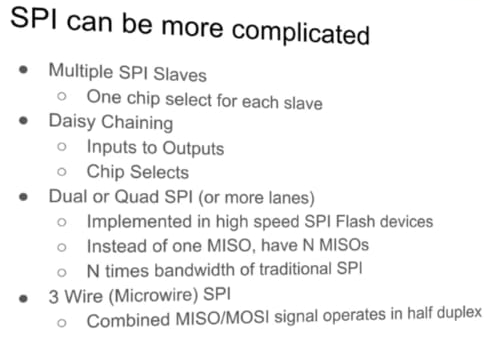 SPI can be more complicated
● Multiple SPI Slaves
○ One chip select for each slave
● Daisy Chaining
○ Inputs to Outputs
○ Chip Selects
● Dual or Quad SPI (or more lanes)
○ Implemented in high speed SPI Flash devices
○ Instead of one MISO, have N MISOs
○ N times bandwidth of traditional SPI
● 3 Wire (Microwire) SPI
○ Combined MISO/MOSI signal operates in half duplex